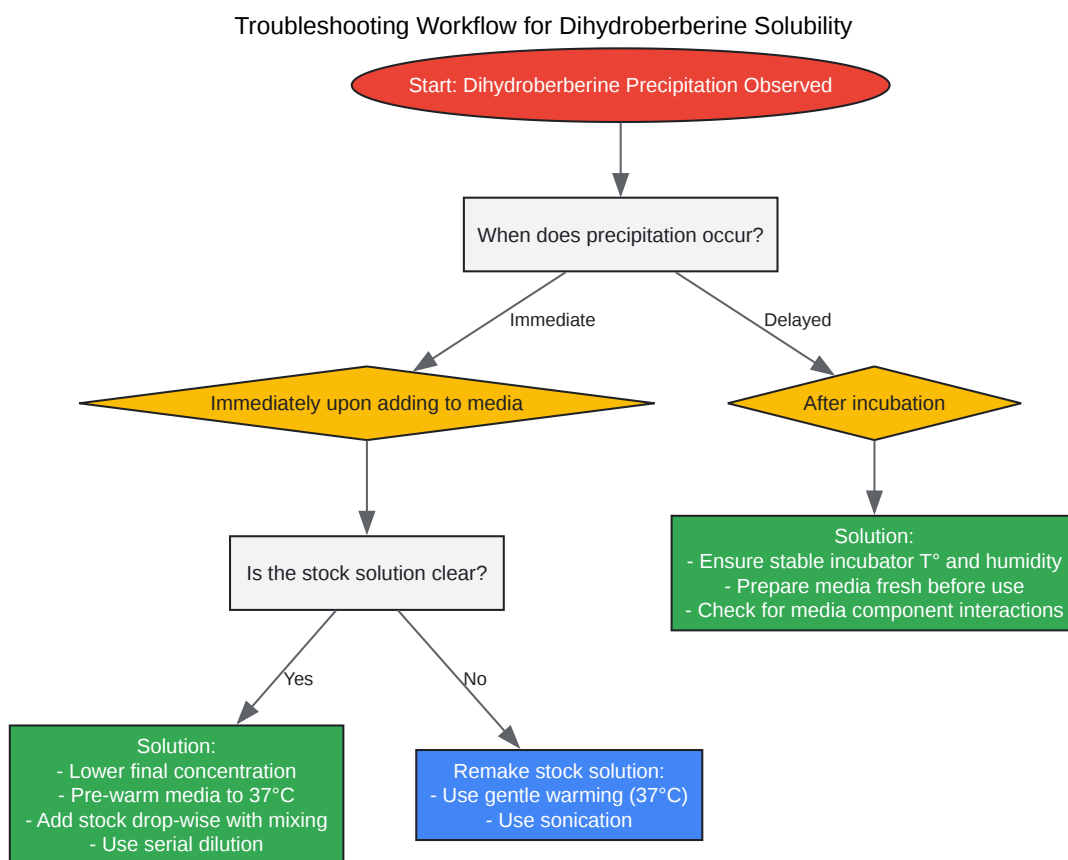 Troubleshooting Workflow for Dihydroberberine Solubility
Start: Dihydroberberine Precipitation Observed
When does precipitation occur?
Immediate
Delayed
Immediately upon adding to media
After incubation
Is the stock solution clear?
Solution:
- Ensure stable incubator T° and humidity
- Prepare media fresh before use
- Check for media component interactions
Yes
No
Solution:
- Lower final concentration
- Pre-warm media to 37°C
- Add stock drop-wise with mixing
- Use serial dilution
Remake stock solution:
- Use gentle warming (37°C)
- Use sonication